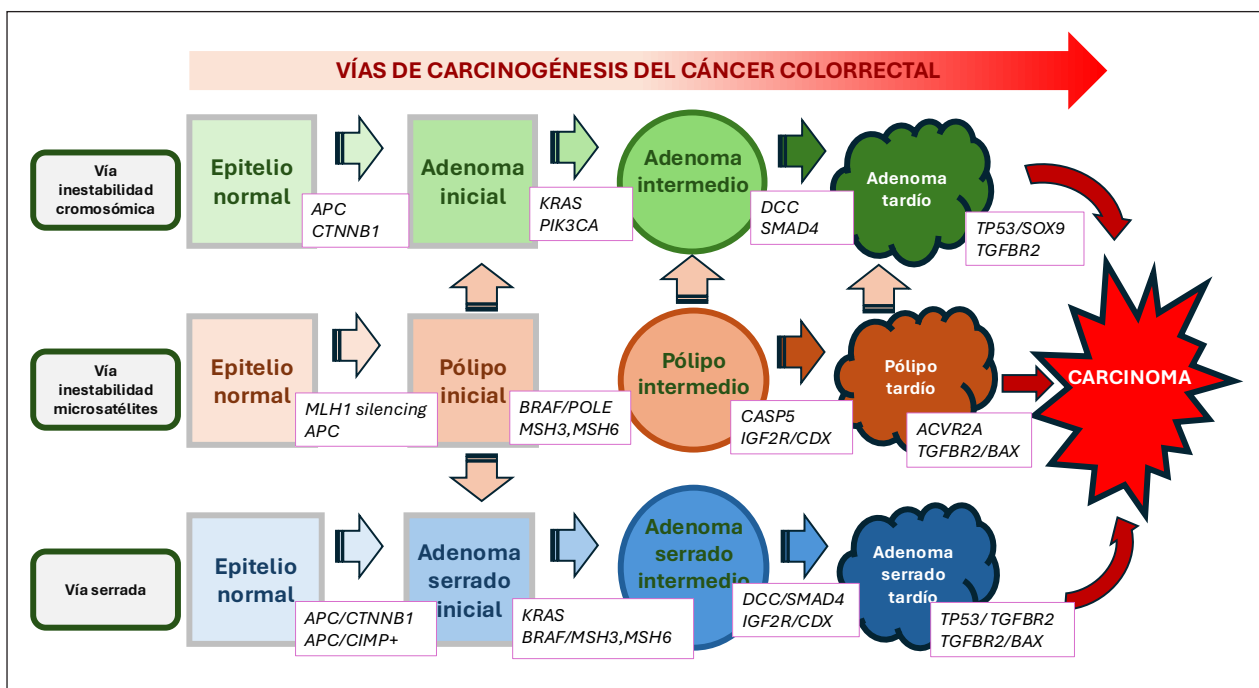 VÍAS DE CARCINOGÉNESIS DEL CÁNCER COLORRECTAL
Vía
inestabilidad
cromosómica
Epitelio
normal
APC
CTNNB1
Adenoma
inicial
KRAS
PIK3CA
Adenoma
intermedio
DCC
SMAD4
Adenoma
tardío
TP53/SOX9
TGFBR2
Vía
inestabilidad
microsatélites
Epitelio
normal
MLH1 silencing
APC
Pólipo
inicial
BRAF/POLE
MSH3,MSH6
Pólipo
intermedio
CASP5
IGF2R/CDX
Pólipo
tardío
ACVR2A
TGFBR2/BAX
CARCINOMA
Vía serrada
Epitelio
normal
APC/CTNNB1
APC/CIMP+
Adenoma
serrado
inicial
KRAS
BRAF/MSH3,MSH6
Adenoma
serrado
intermedio
DCC/SMAD4
IGF2R/CDX
Adenoma
serrado
tardío
TP53/ TGFBR2
TGFBR2/BAX